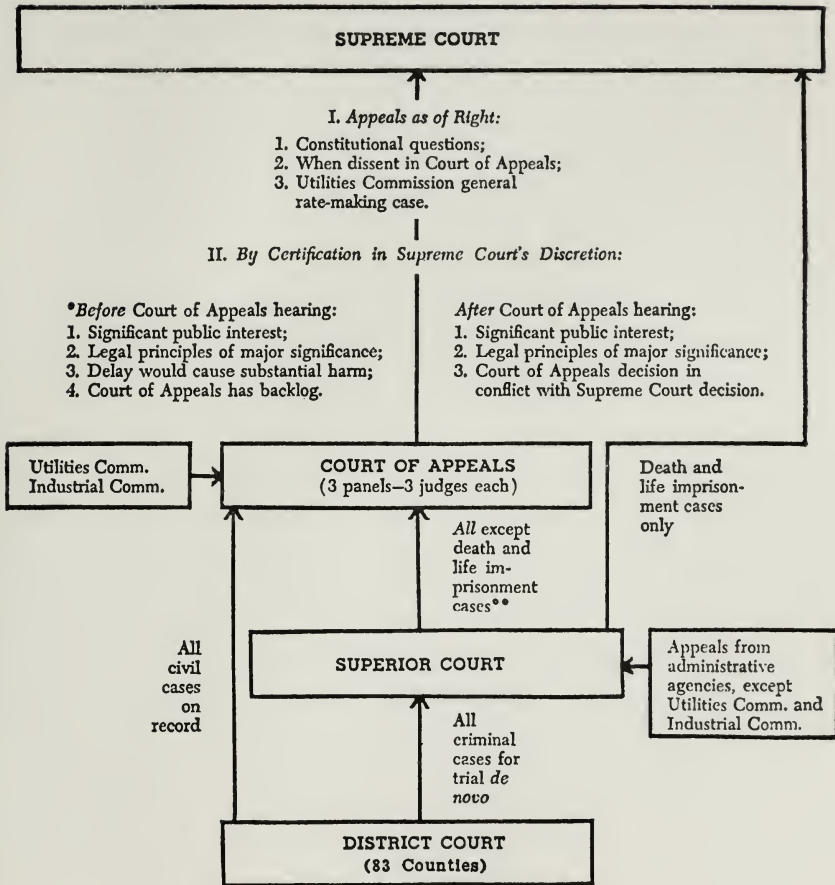 SUPREME COURT
I. Appeals as of Right:
1. Constitutional questions;
2. When dissent in Court of Appeals;
3. Utilities Commission general
rate-making case.
II. By Certification in Supreme Court's Discretion:
*Before Court of Appeals hearing:
1. Significant public interest;
2. Legal principles of major significance;
3. Delay would cause substantial harm;
4. Court of Appeals has backlog.
After Court of Appeals hearing:
1. Significant public interest;
2. Legal principles of major significance;
3. Court of Appeals decision in
conflict with Supreme Court decision.
Utilities Comm.
Industrial Comm.
COURT OF APPEALS
(3 panels—3 judges each)
Death and
life imprison-
ment cases
only
All except
death and
life im-
prisonment
cases**
All
civil
cases
on
record
SUPERIOR COURT
Appeals from
administrative
agencies, except
Utilities Comm. and
Industrial Comm.
All
criminal
cases for
trial de
novo
DISTRICT COURT
(83 Counties)